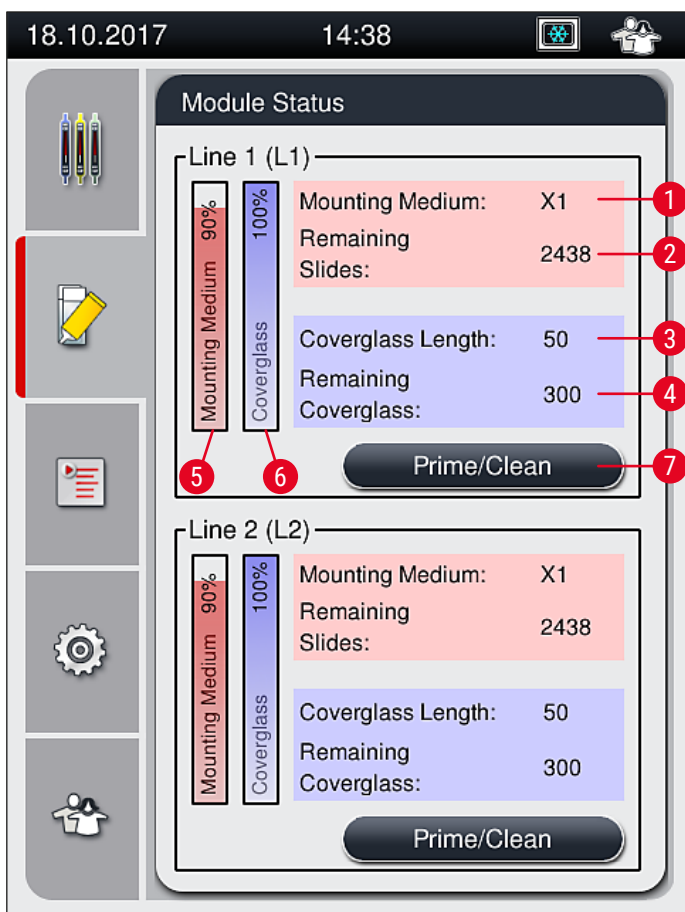 18.10.2017 14:38
Module Status
Line 1 (L1)
Mounting Medium 90%
Coverglass 100%
Mounting Medium: X1
Remaining
Slides: 2438
Coverglass Length: 50
Remaining
Coverglass: 300
Prime/Clean
1
2
3
4
5
6
7
Line 2 (L2)
Mounting Medium 90%
Coverglass 100%
Mounting Medium: X1
Remaining
Slides: 2438
Coverglass Length: 50
Remaining
Coverglass: 300
Prime/Clean